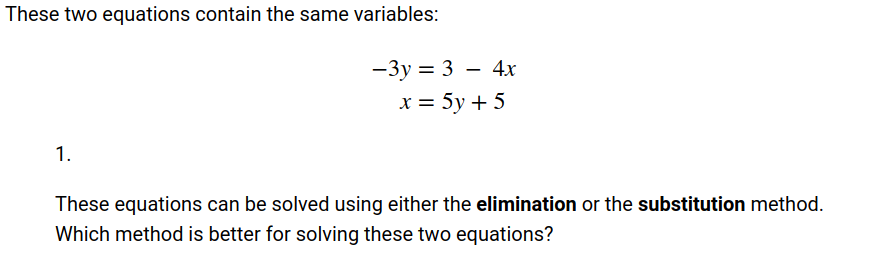 These two equations contain the same variables:
−3y = 3 − 4x
x = 5y + 5
1.
These equations can be solved using either the elimination or the substitution method.
Which method is better for solving these two equations?